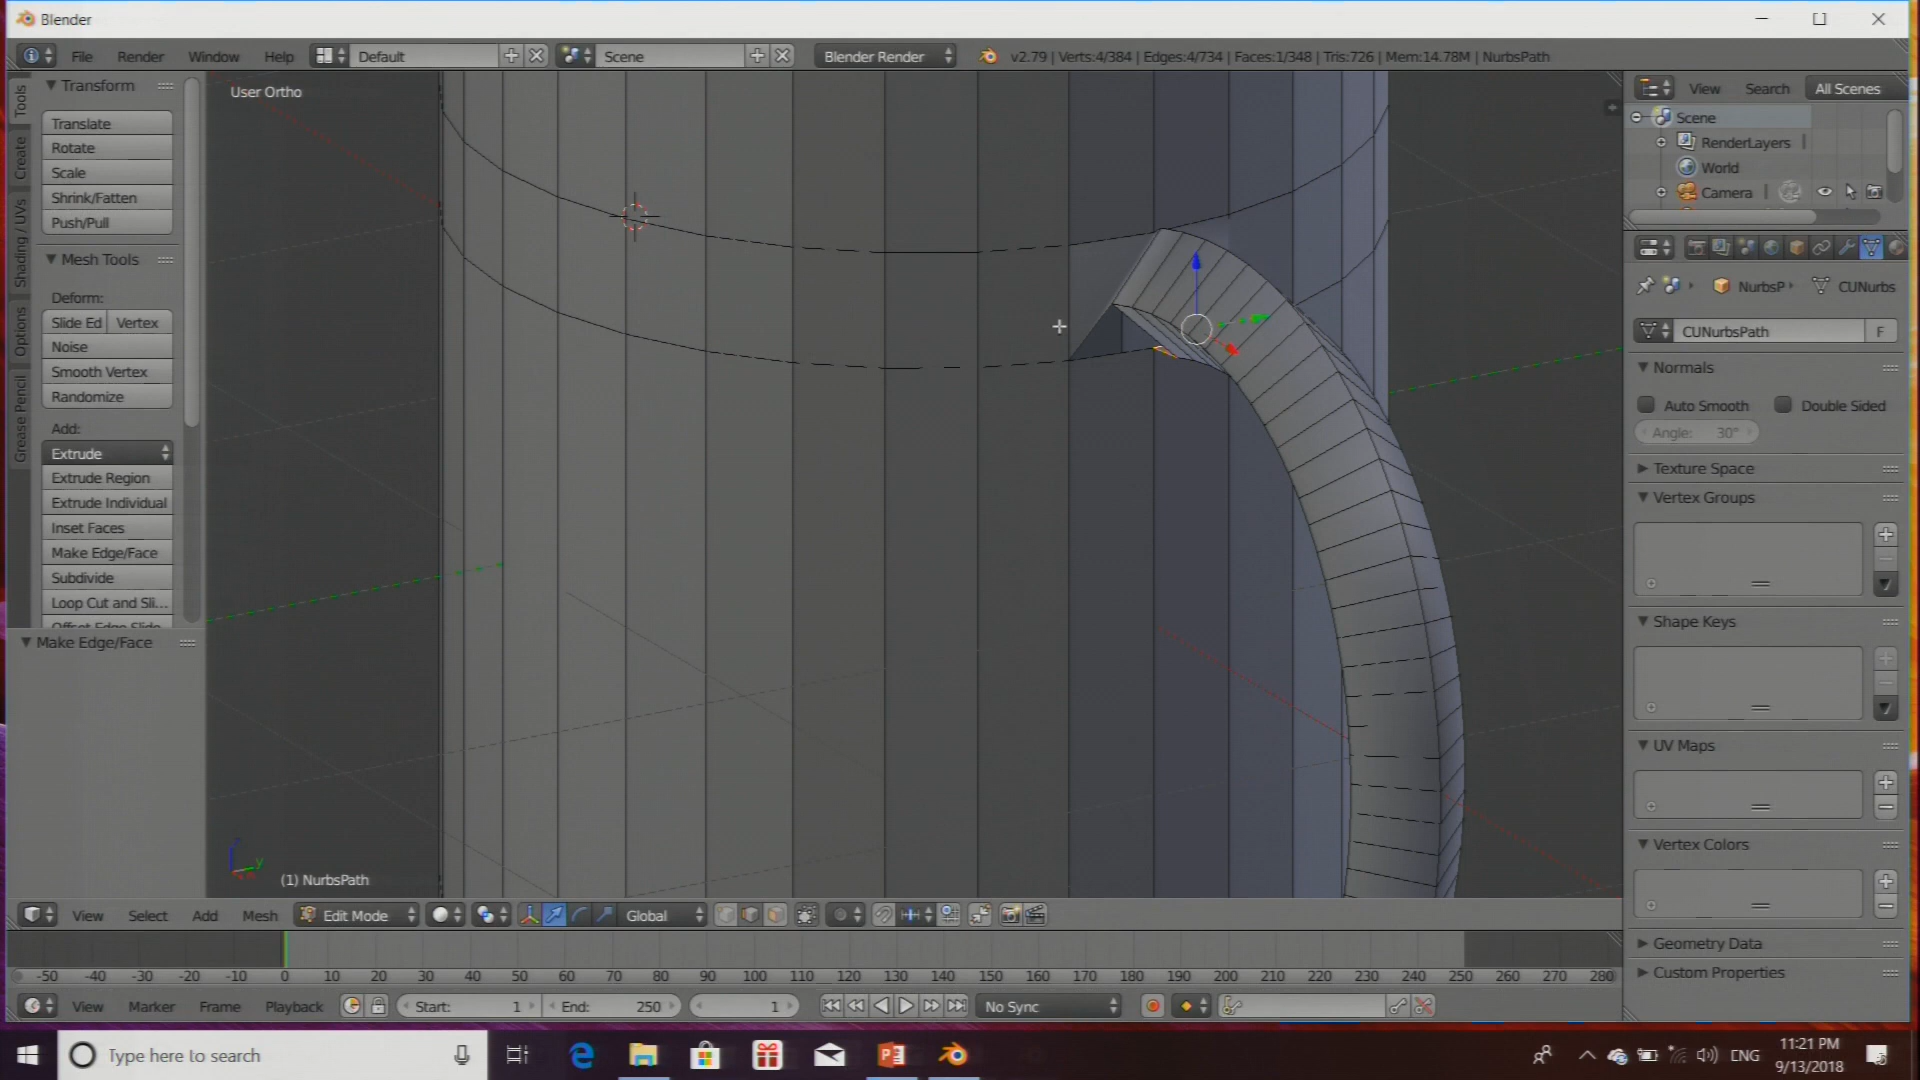 Blender
File Render Window Help Default Scene Blender Render v2.79 | Verts:4/384 | Edges:4/734 | Faces:1/348 | Tris:726 | Mem:14.78M | NurbsPath
Tools
Create
Shading / UVs
Options
Grease Pencil
Transform
Translate
Rotate
Scale
Shrink/Fatten
Push/Pull
Mesh Tools
Deform:
Slide Ed Vertex
Noise
Smooth Vertex
Randomize
Add:
Extrude
Extrude Region
Extrude Individual
Inset Faces
Make Edge/Face
Subdivide
Loop Cut and Sli...
Offset Edge Slide
Make Edge/Face
User Ortho
(1) NurbsPath
View Search All Scenes
Scene
RenderLayers
World
Camera
NurbsP CUNurbs
CUNurbsPath F
Normals
Auto Smooth Double Sided
Angle: 30°
Texture Space
Vertex Groups
Shape Keys
UV Maps
Vertex Colors
Geometry Data
Custom Properties
View Select Add Mesh Edit Mode Global
-50 -40 -30 -20 -10 0 10 20 30 40 50 60 70 80 90 100 110 120 130 140 150 160 170 180 190 200 210 220 230 240 250 260 270 280
View Marker Frame Playback Start: 1 End: 250 1 No Sync
Type here to search
ENG
11:21 PM
9/13/2018